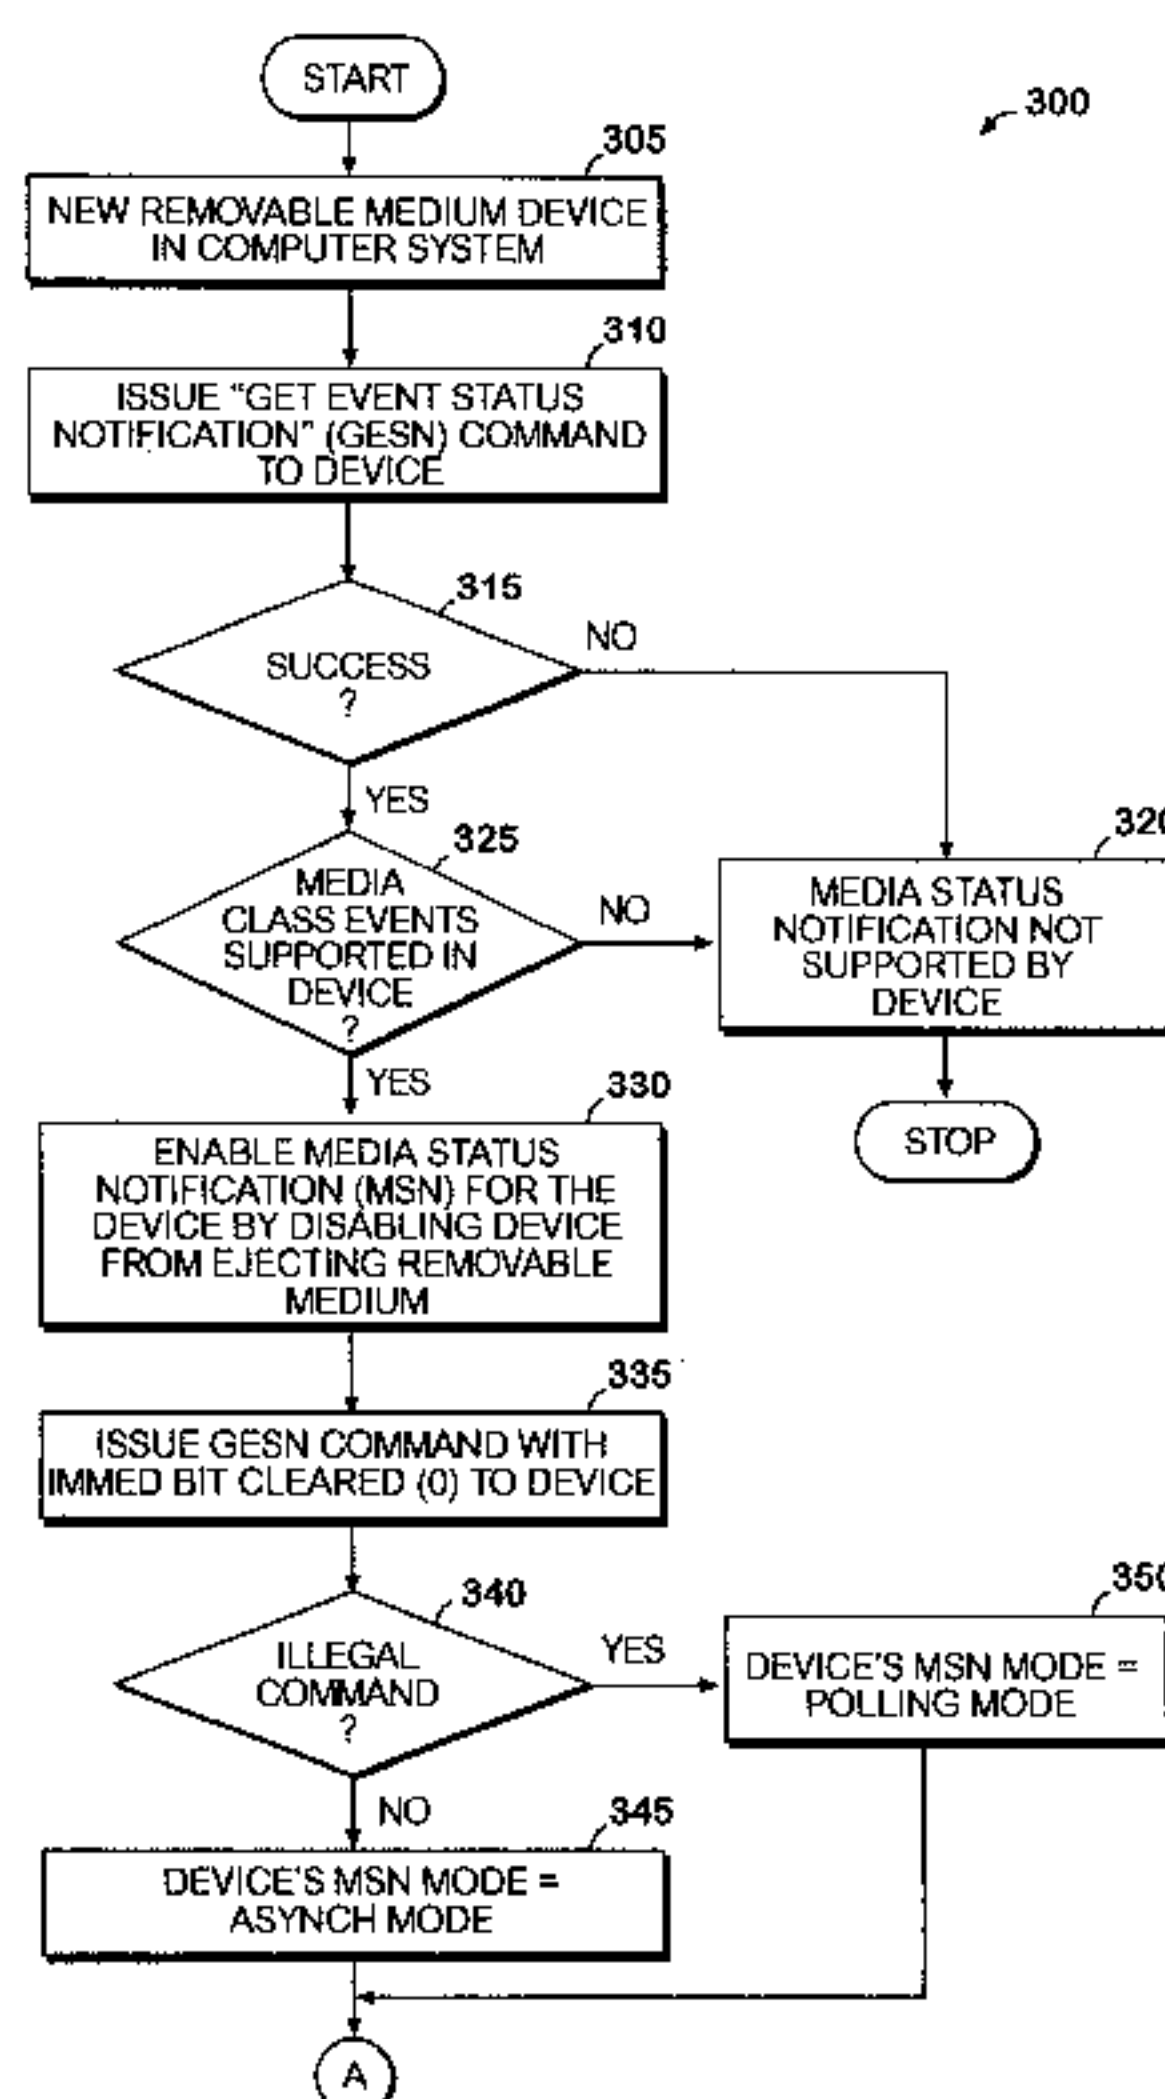 START
300
305
NEW REMOVABLE MEDIUM DEVICE
IN COMPUTER SYSTEM
310
ISSUE "GET EVENT STATUS
NOTIFICATION" (GESN) COMMAND
TO DEVICE
315
SUCCESS
?
NO
YES
325
MEDIA
CLASS EVENTS
SUPPORTED IN
DEVICE
?
NO
320
MEDIA STATUS
NOTIFICATION NOT
SUPPORTED BY
DEVICE
STOP
YES
330
ENABLE MEDIA STATUS
NOTIFICATION (MSN) FOR THE
DEVICE BY DISABLING DEVICE
FROM EJECTING REMOVABLE
MEDIUM
335
ISSUE GESN COMMAND WITH
IMMED BIT CLEARED (0) TO DEVICE
340
ILLEGAL
COMMAND
?
YES
350
DEVICE'S MSN MODE =
POLLING MODE
NO
345
DEVICE'S MSN MODE =
ASYNCH MODE
A